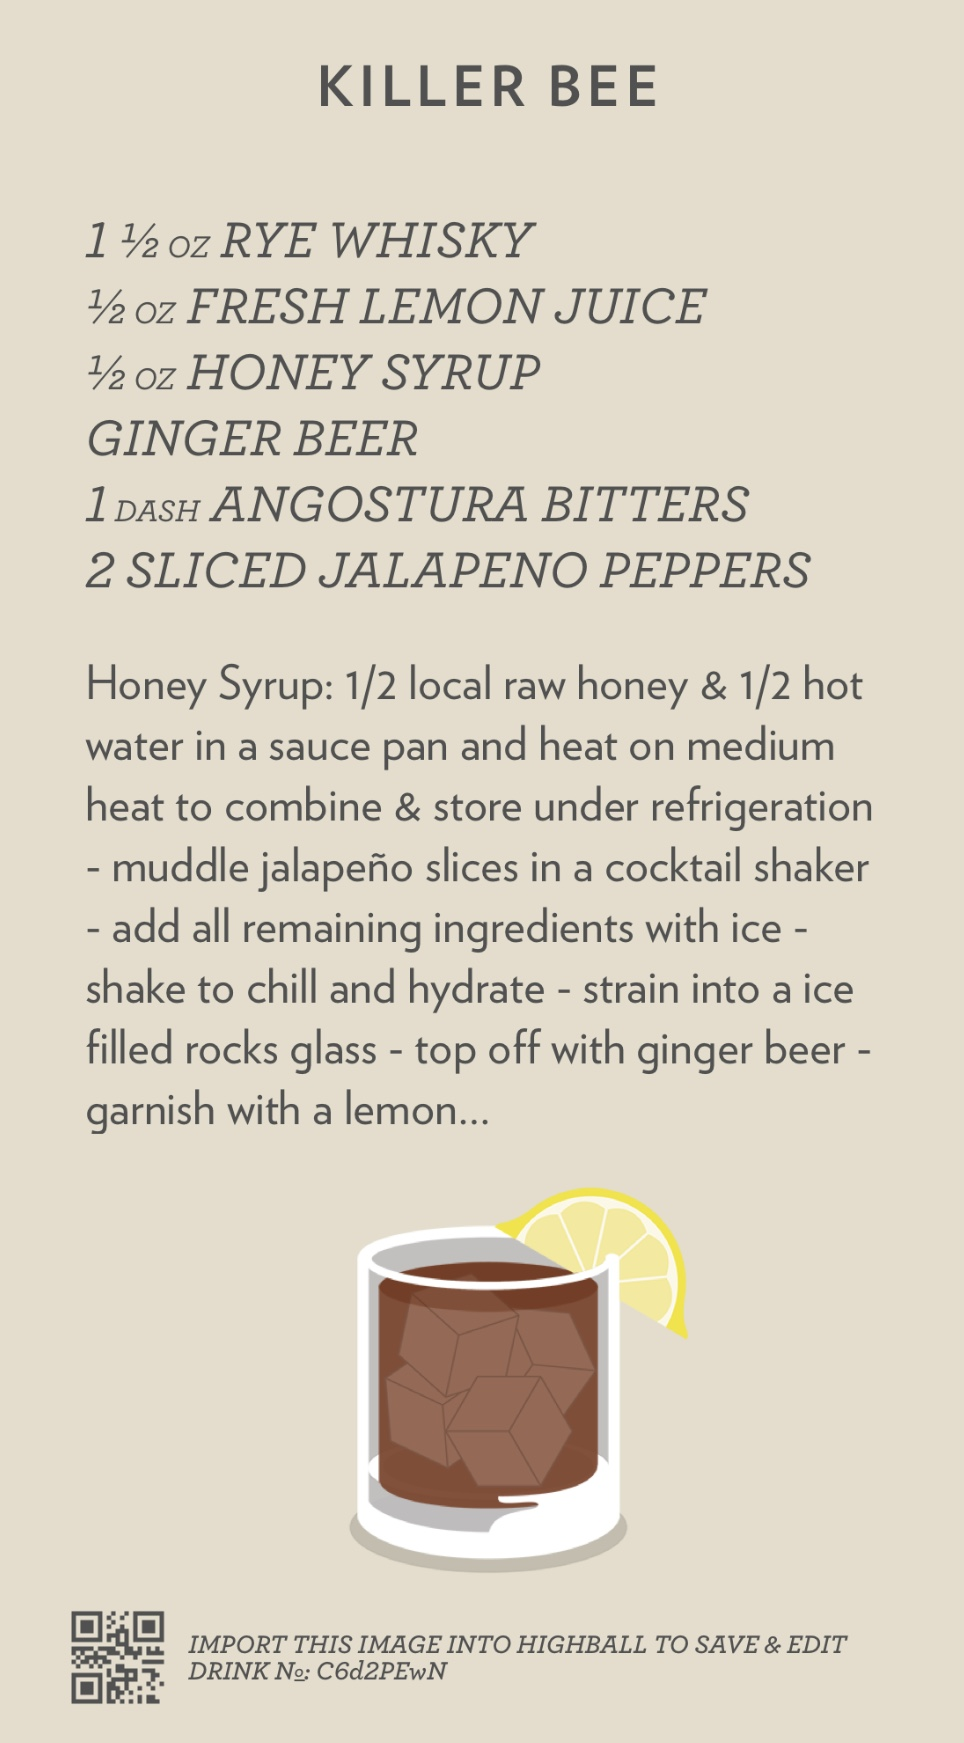 KILLER BEE
1 ½ OZ RYE WHISKY
½ OZ FRESH LEMON JUICE
½ OZ HONEY SYRUP
GINGER BEER
1 DASH ANGOSTURA BITTERS
2 SLICED JALAPENO PEPPERS
Honey Syrup: 1/2 local raw honey & 1/2 hot
water in a sauce pan and heat on medium
heat to combine & store under refrigeration
- muddle jalapeño slices in a cocktail shaker
- add all remaining ingredients with ice -
shake to chill and hydrate - strain into a ice
filled rocks glass - top off with ginger beer -
garnish with a lemon...
IMPORT THIS IMAGE INTO HIGHBALL TO SAVE & EDIT
DRINK №: C6d2PEwN